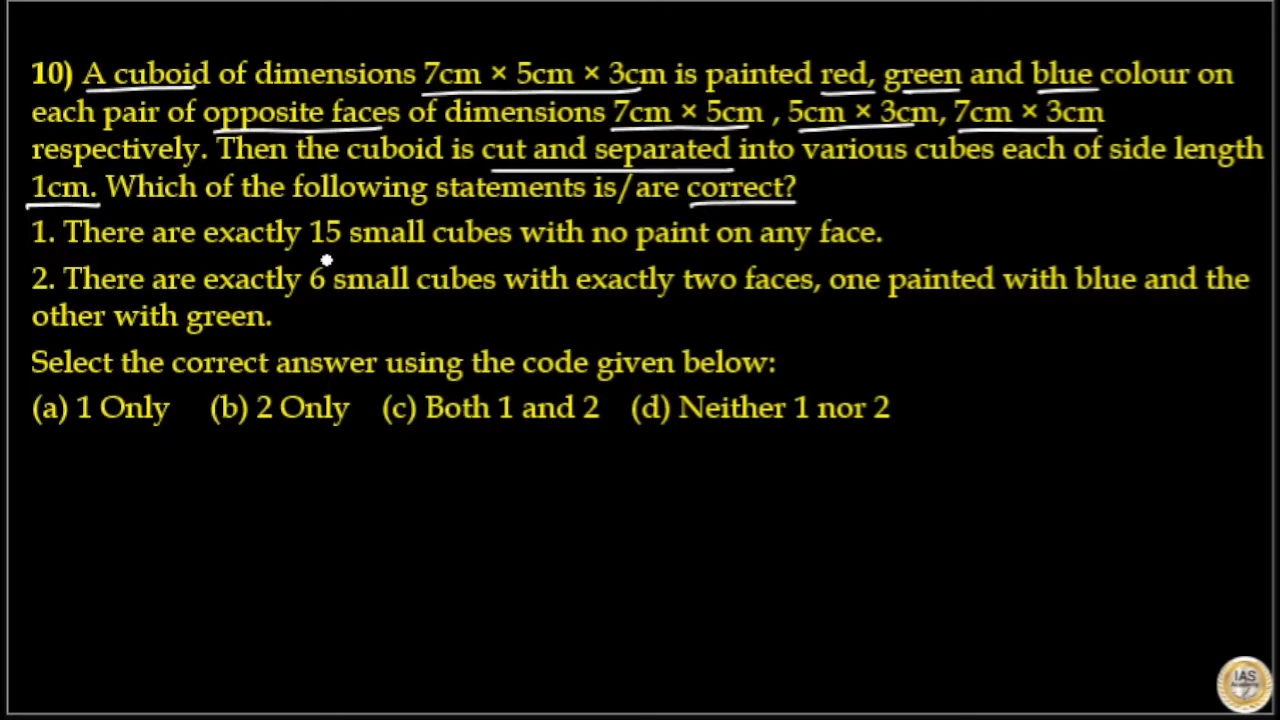 10) A cuboid of dimensions 7cm × 5cm × 3cm is painted red, green and blue colour on
each pair of opposite faces of dimensions 7cm × 5cm , 5cm × 3cm, 7cm × 3cm
respectively. Then the cuboid is cut and separated into various cubes each of side length
1cm. Which of the following statements is/are correct?
1. There are exactly 15 small cubes with no paint on any face.
2. There are exactly 6 small cubes with exactly two faces, one painted with blue and the
other with green.
Select the correct answer using the code given below:
(a) 1 Only (b) 2 Only (c) Both 1 and 2 (d) Neither 1 nor 2
IAS